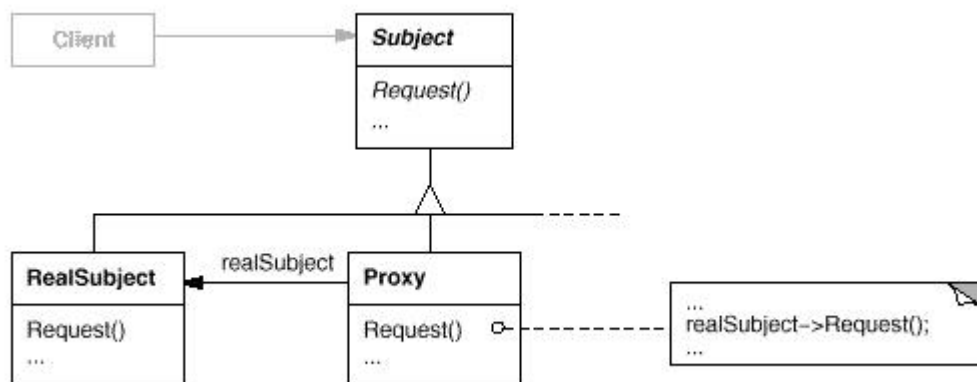 Client
Subject
Request()
...
realSubject
RealSubject
Request()
...
Proxy
Request()
...
...
realSubject->Request();
...